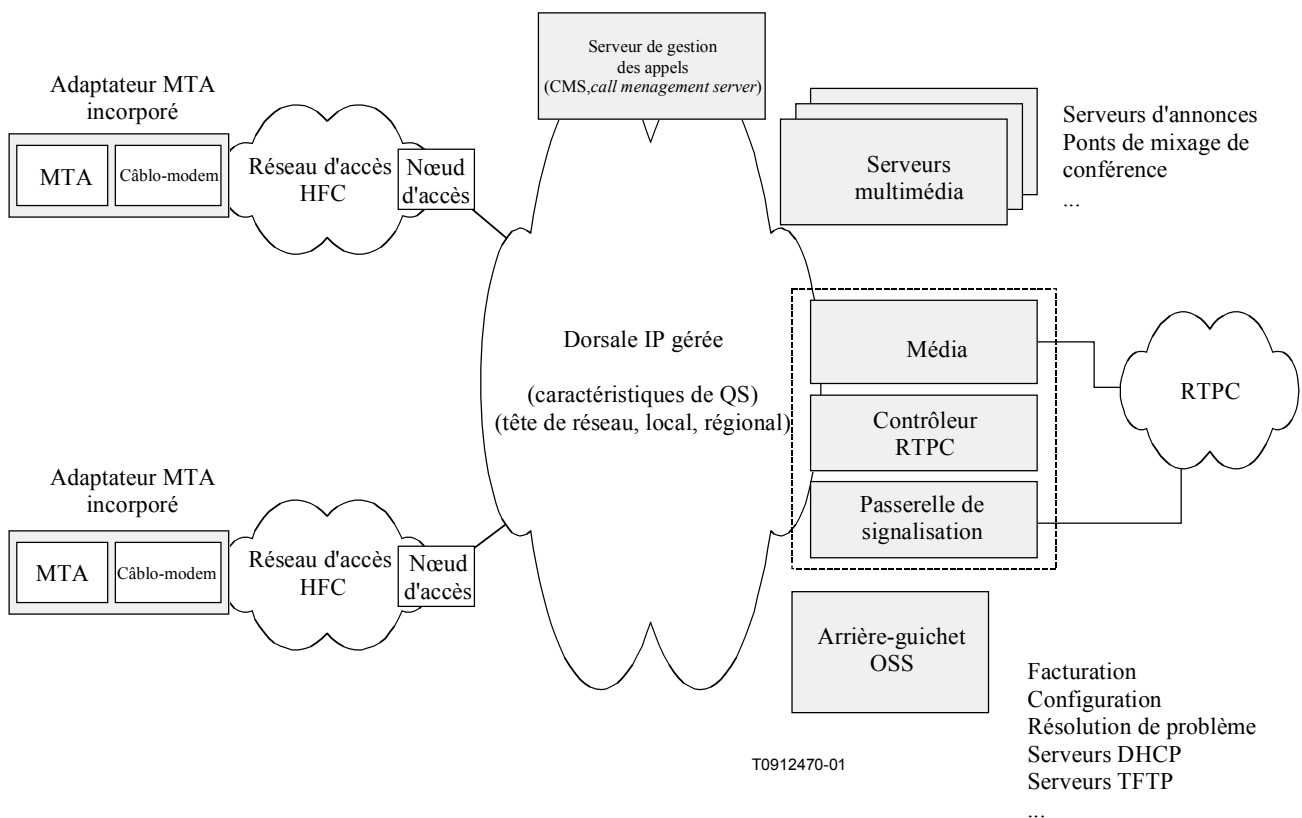 Serveur de gestion
des appels
(CMS,call menagement server)
Adaptateur MTA
incorporé
MTA
Câblo-modem
Réseau d'accès
HFC
Nœud
d'accès
Serveurs
multimédia
Serveurs d'annonces
Ponts de mixage de
conférence
...
Dorsale IP gérée
(caractéristiques de QS)
(tête de réseau, local, régional)
Média
Contrôleur
RTPC
Passerelle de
signalisation
RTPC
Adaptateur MTA
incorporé
MTA
Câblo-modem
Réseau d'accès
HFC
Nœud
d'accès
Arrière-guichet
OSS
Facturation
Configuration
Résolution de problème
Serveurs DHCP
Serveurs TFTP
...
T0912470-01